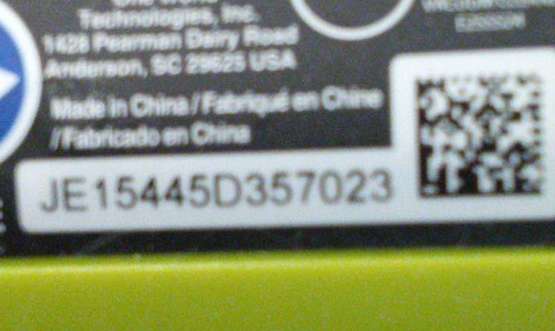 Technologies, Inc.
1428 Pearman Dairy Road
Anderson, SC 29625 USA
Made in China / Fabriqué en Chine
/ Fabricado en China
JE15445D357023